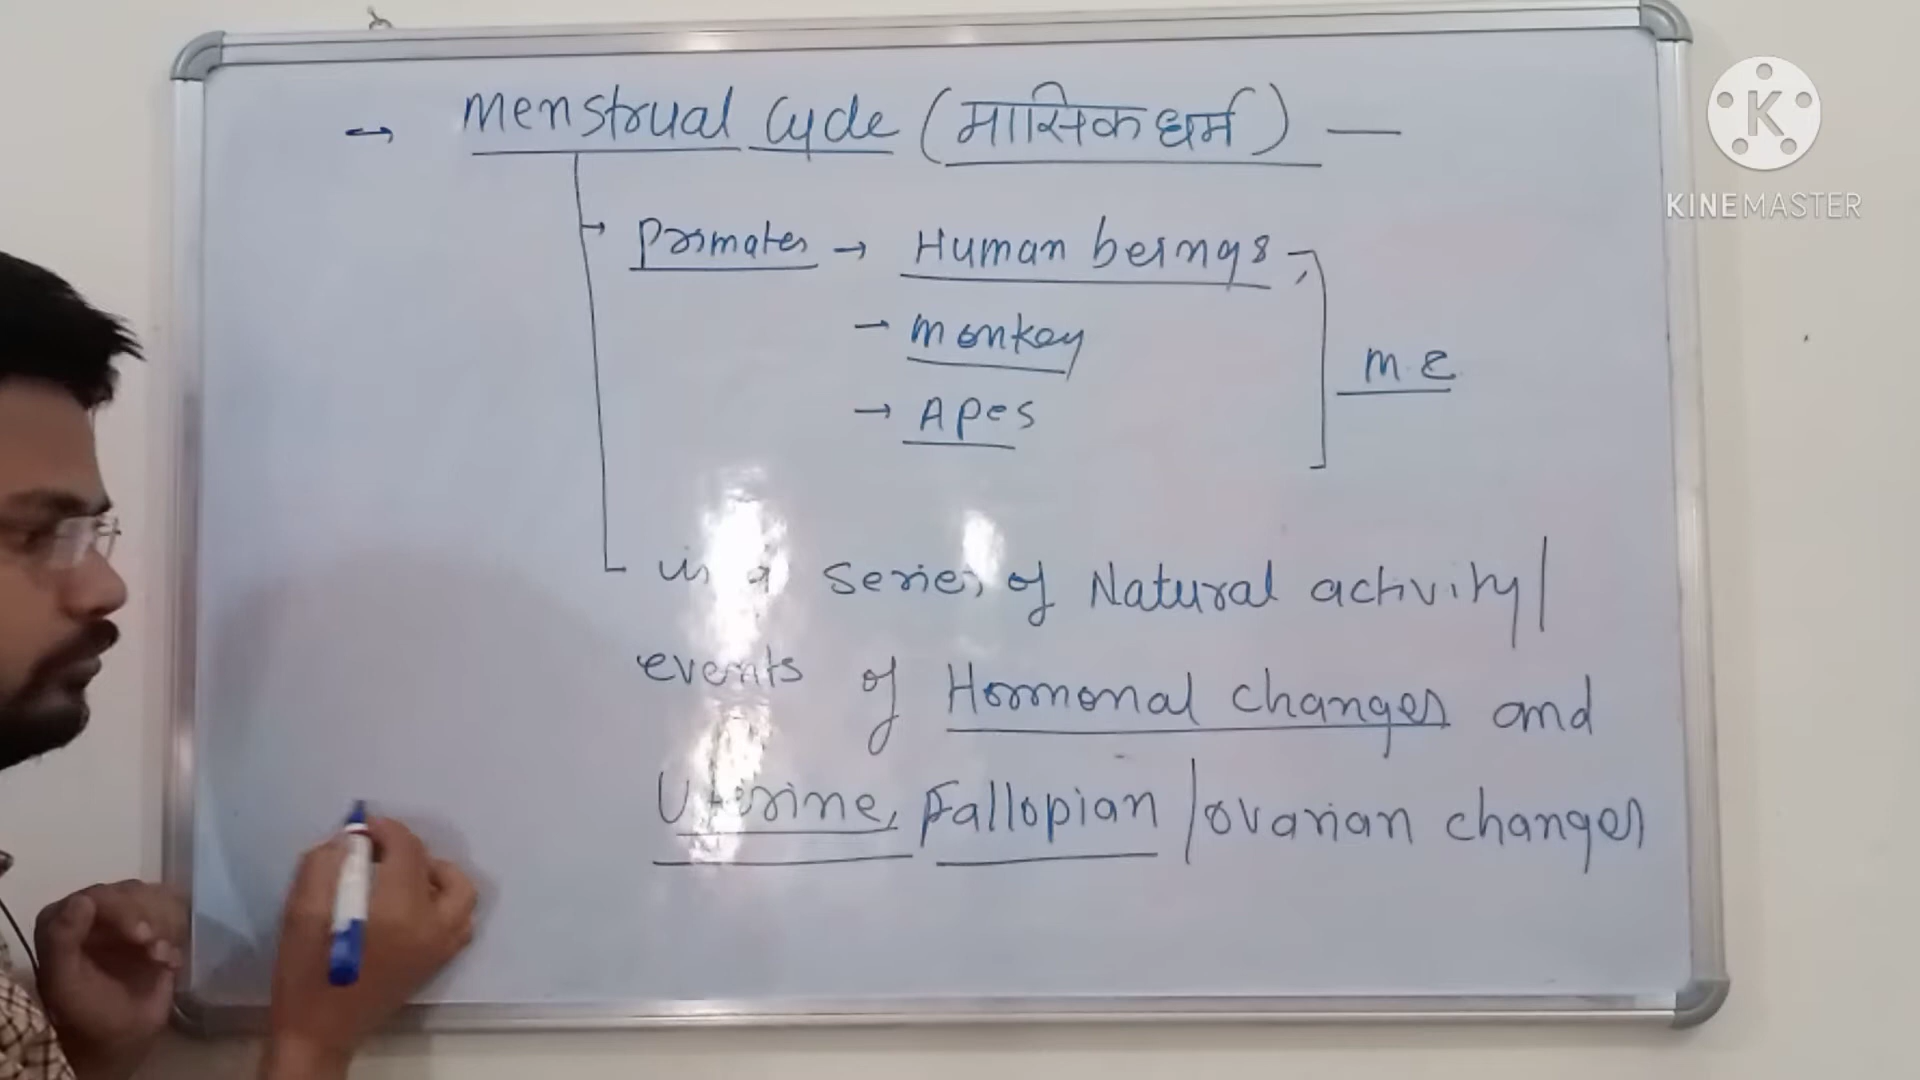 → Menstrual Cycle (मासिक धर्म) —
→ Primates → Human beings,
- monkey
→ Apes
M.C
is a series of Natural activity/
events of Hormonal changes and
Uterine, Fallopian / ovarian changes
K
KINEMASTER